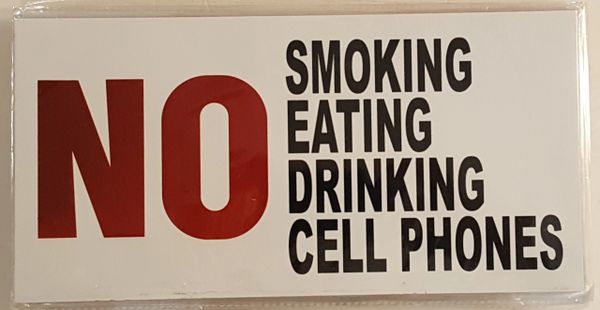 NO
SMOKING
EATING
DRINKING
CELL PHONES